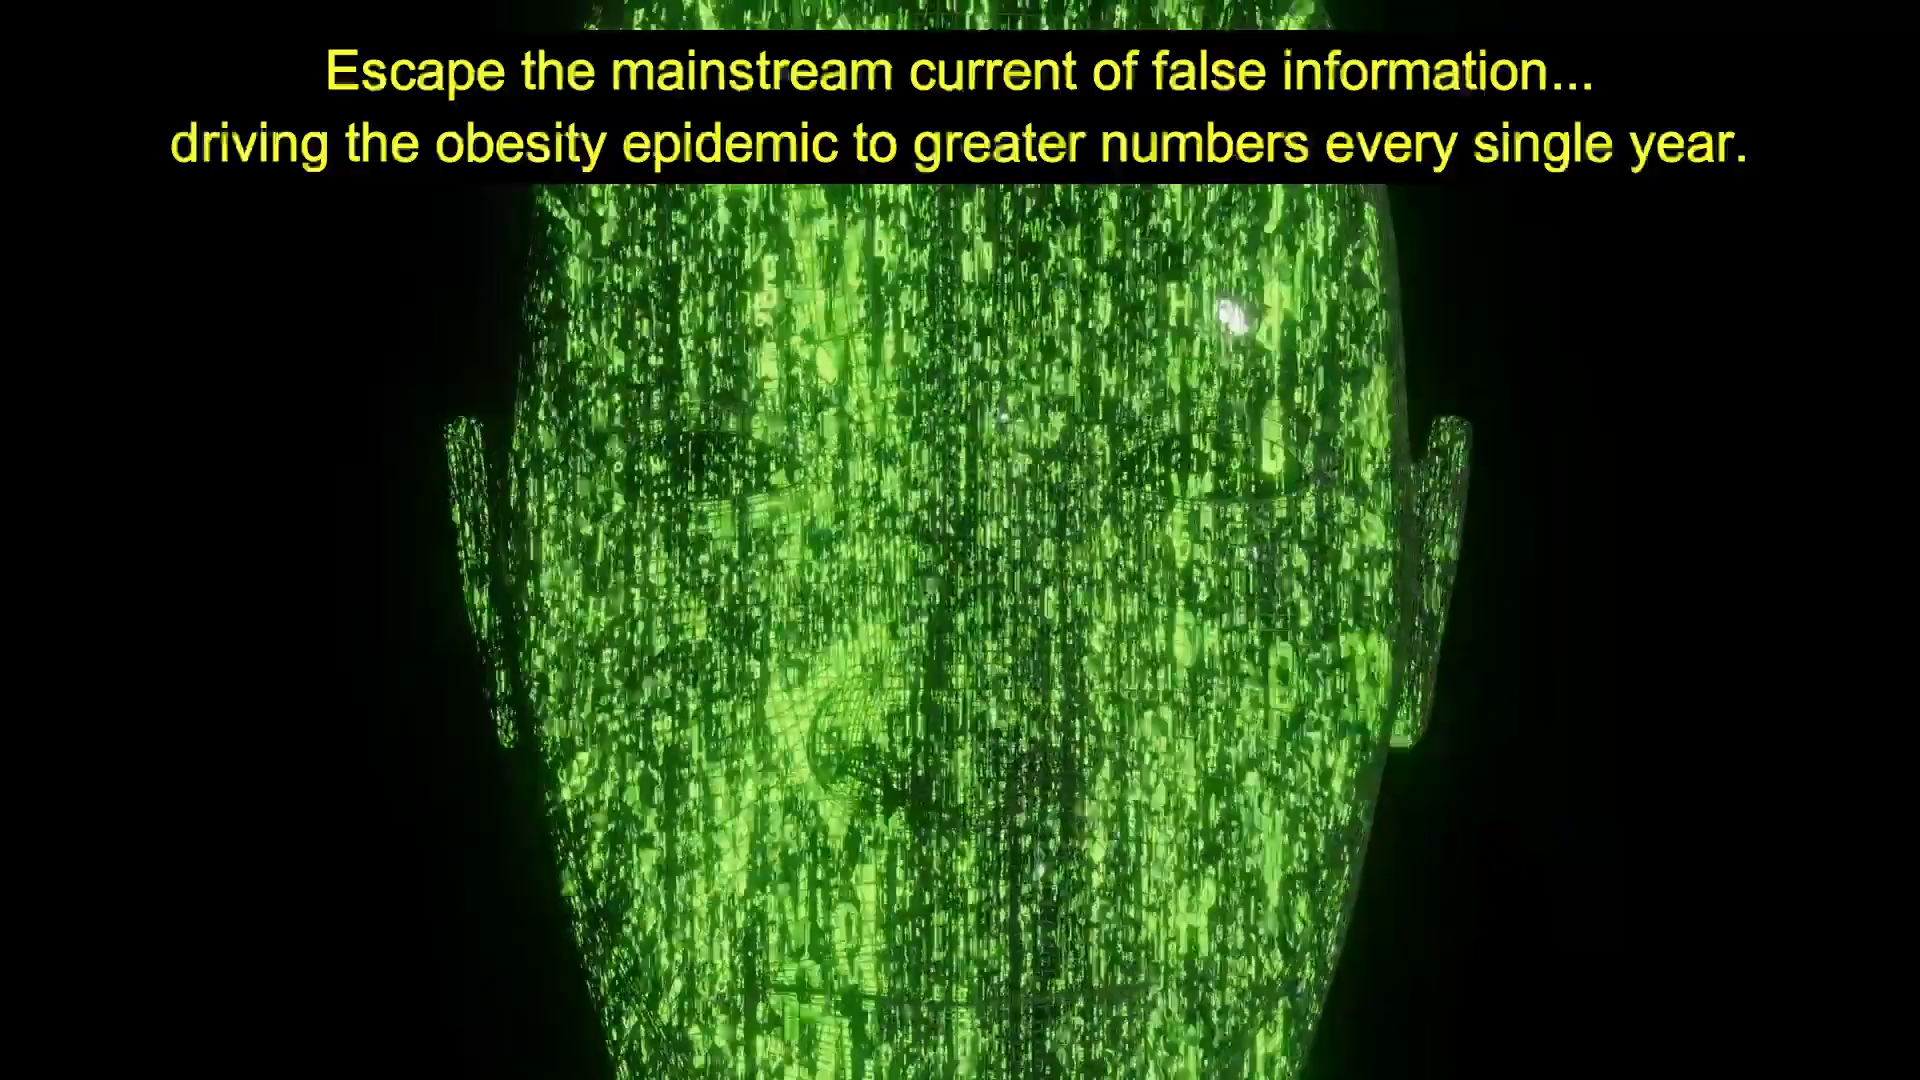 Escape the mainstream current of false information...
driving the obesity epidemic to greater numbers every single year.